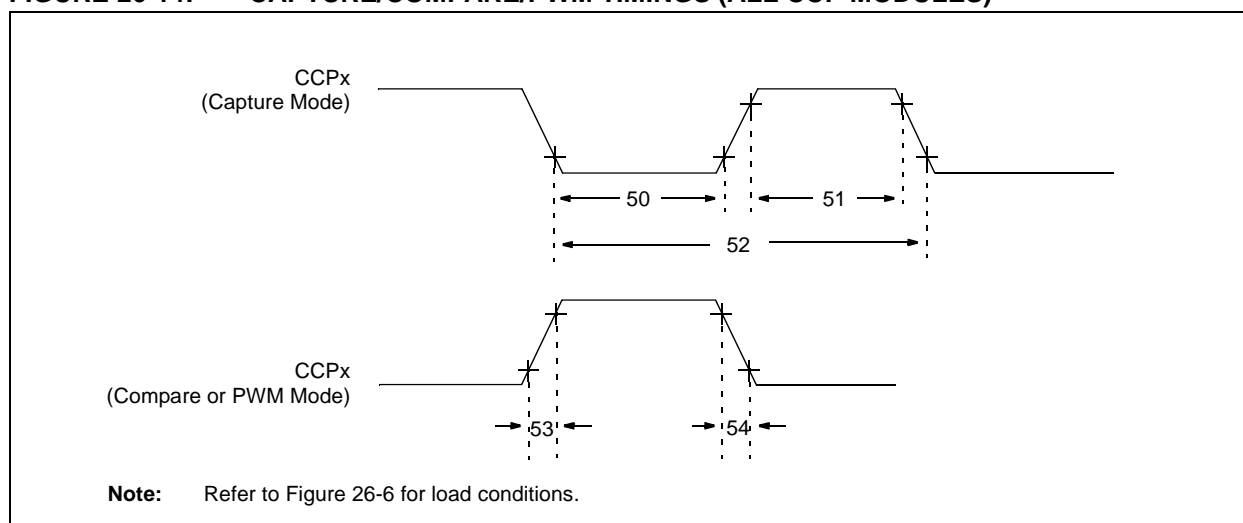 CCPx
(Capture Mode)
50
51
52
CCPx
(Compare or PWM Mode)
53
54
Note: Refer to Figure 26-6 for load conditions.